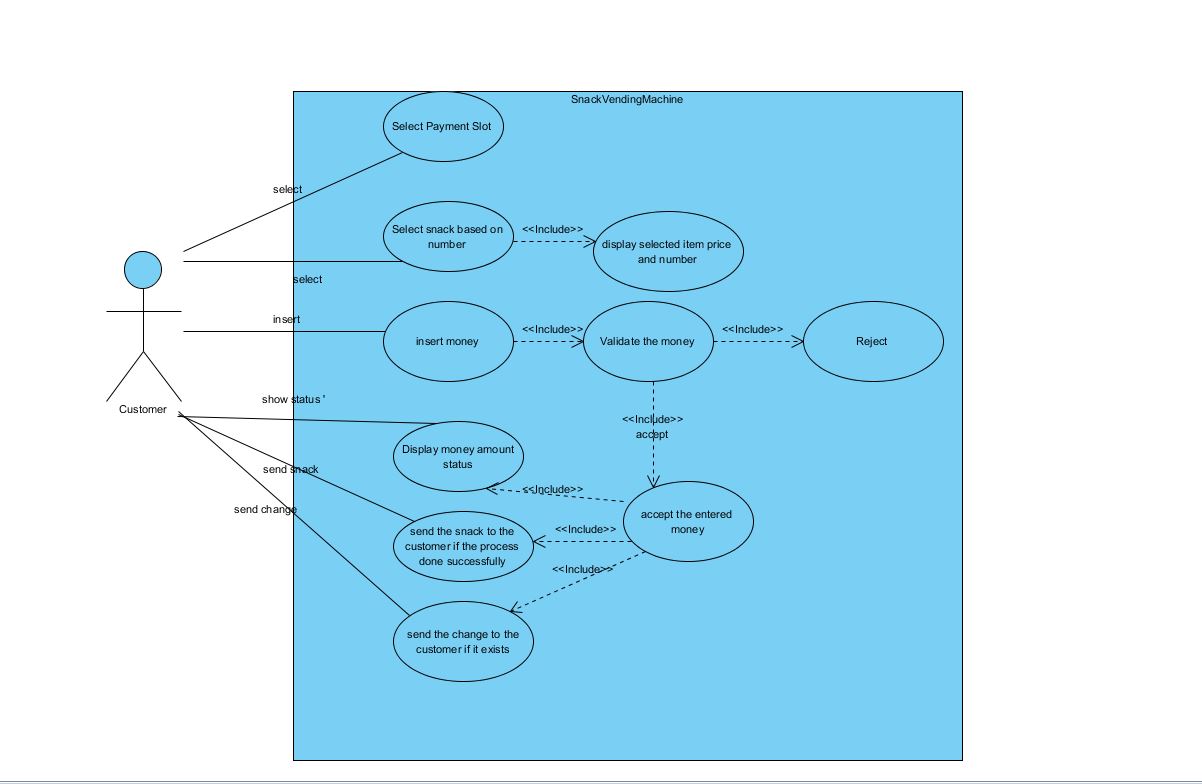 SnackVendingMachine
Select Payment Slot
select
Select snack based on
number
<<Include>>
display selected item price
and number
select
insert
insert money
<<Include>>
Validate the money
<<Include>>
Reject
Customer
show status '
<<Include>>
accept
Display money amount
status
send snack
<<Include>>
send change
accept the entered
money
send the snack to the
customer if the process
done successfully
<<Include>>
<<Include>>
send the change to the
customer if it exists